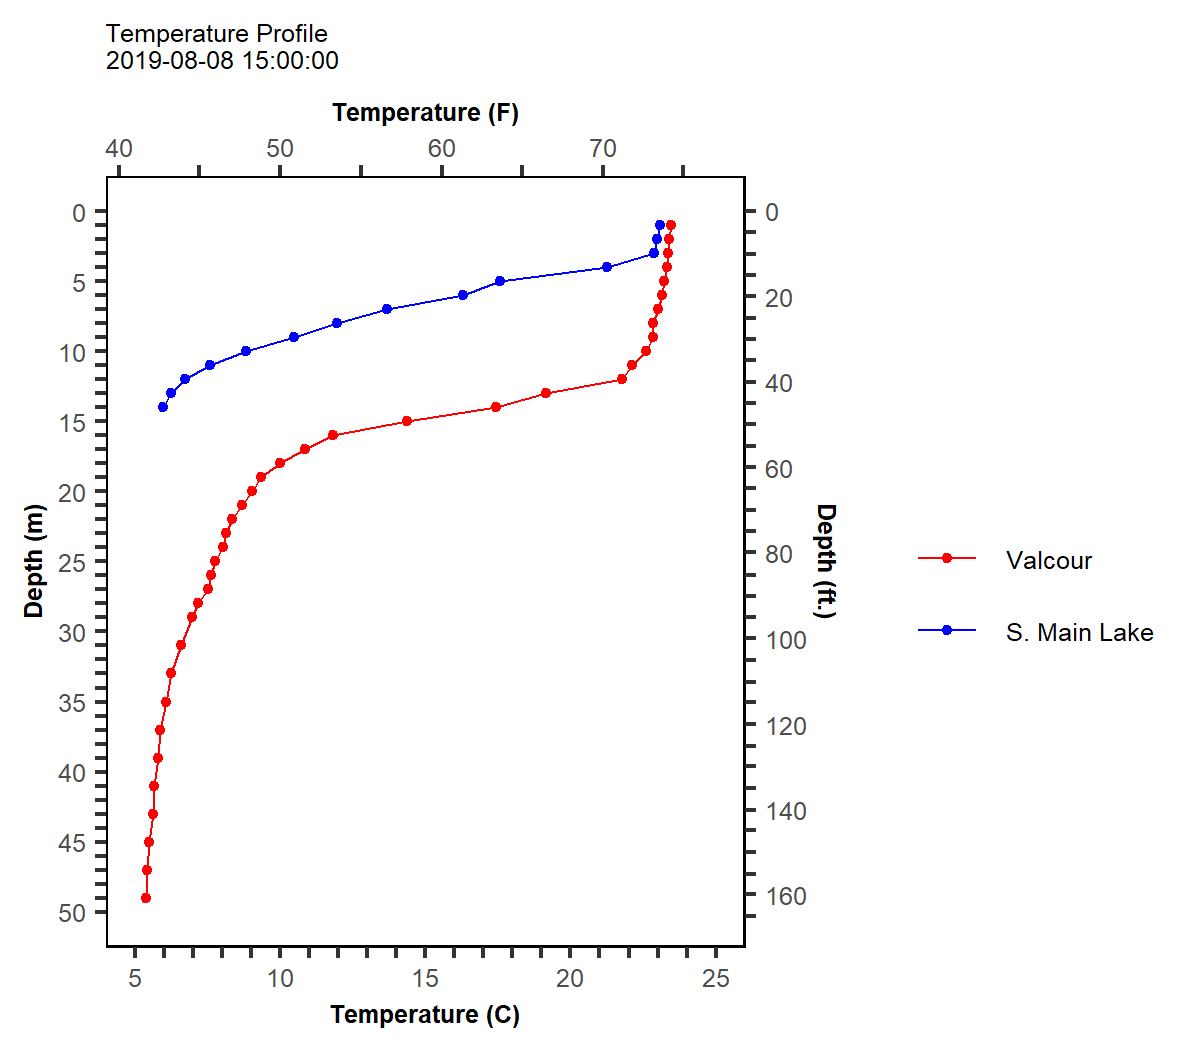 Temperature Profile
2019-08-08 15:00:00
Temperature (F)
40 50 60 70
0
5
10
15
20
25
30
35
40
45
50
Depth (m)
0
20
40
60
80
100
120
140
160
Depth (ft.)
Valcour
S. Main Lake
5 10 15 20 25
Temperature (C)